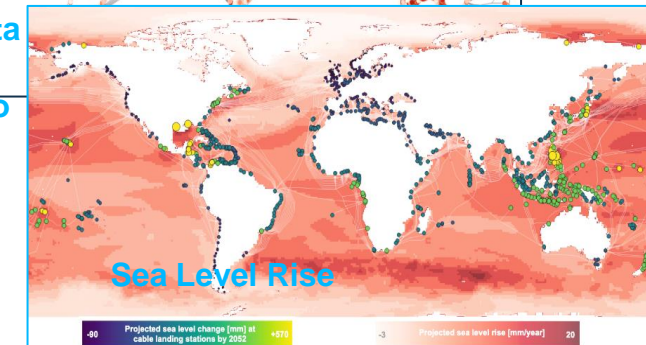 ta
Sea Level Rise
-90 Projected sea level change [mm] at +570
cable landing stations by 2052
-3 Projected sea level rise [mm/year] 20